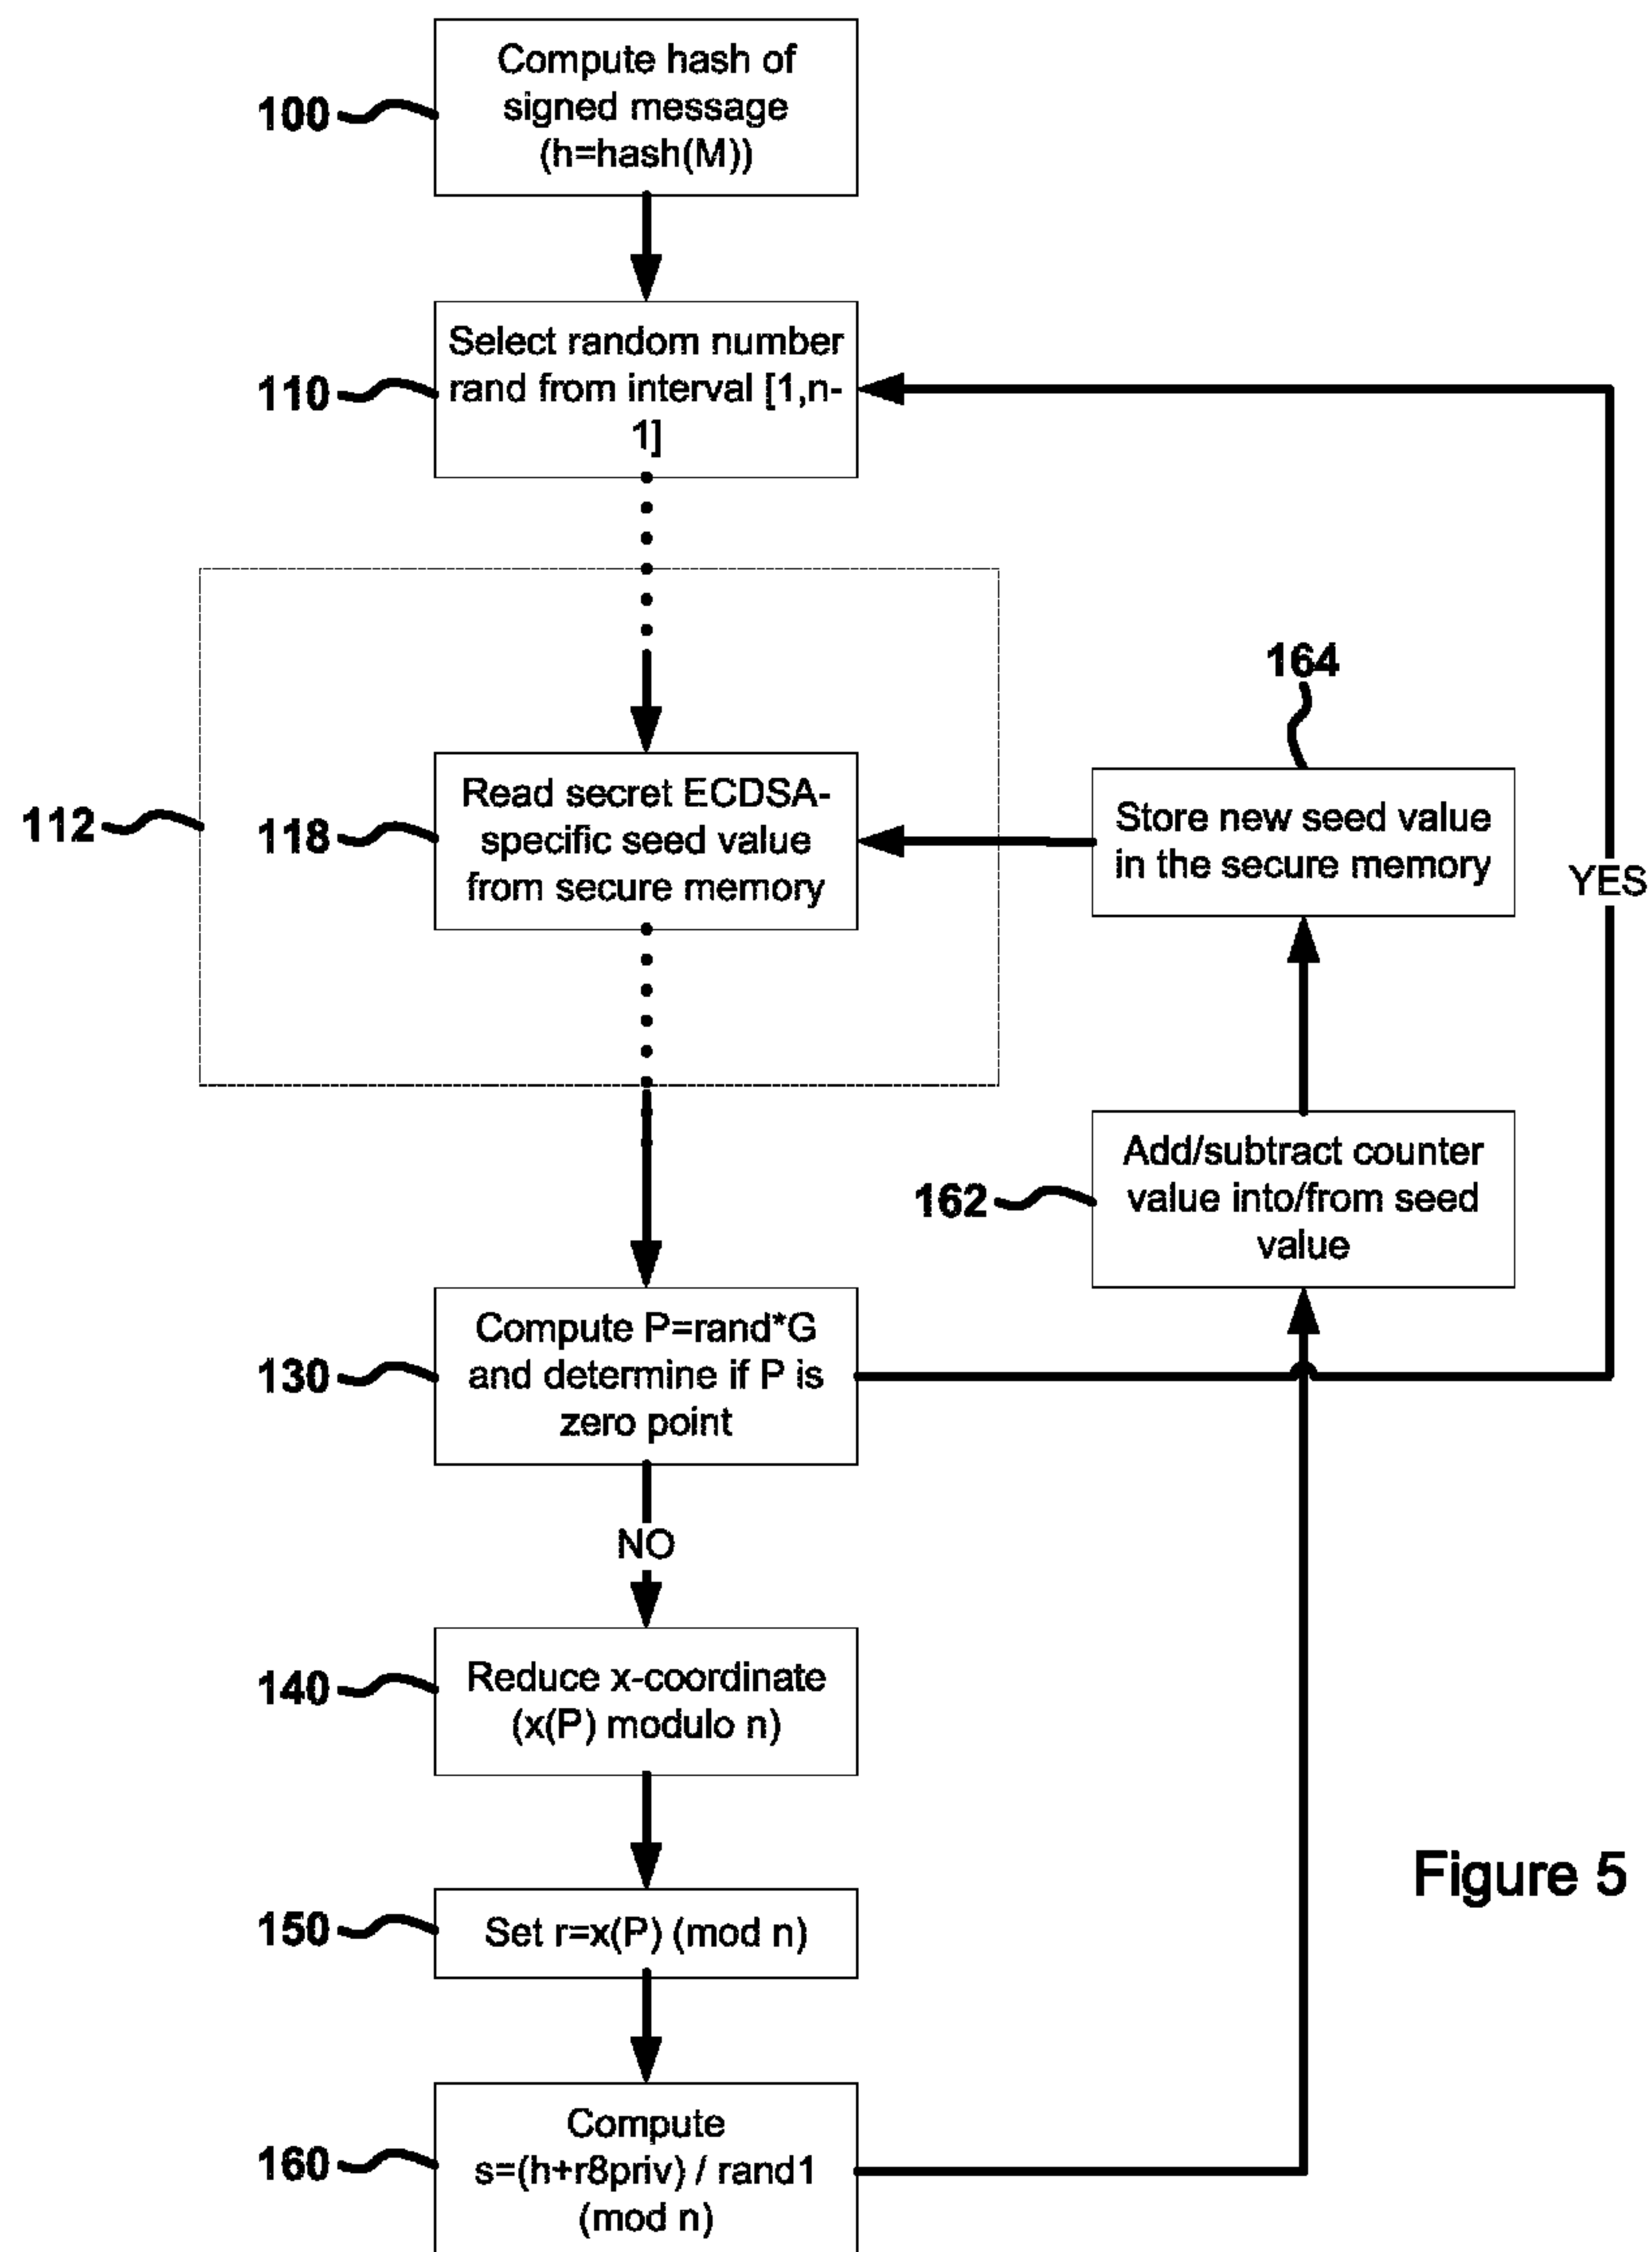 Compute hash of
signed message
(h=hash(M))
100
Select random number
rand from interval [1,n-
1]
110
164
Read secret ECDSA-
specific seed value
from secure memory
112
118
Store new seed value
in the secure memory
YES
Add/subtract counter
value into/from seed
value
162
Compute P=rand*G
and determine if P is
zero point
130
NO
Reduce x-coordinate
(x(P) modulo n)
140
Figure 5
Set r=x(P) (mod n)
150
Compute
s=(h+r8priv) / rand1
(mod n)
160